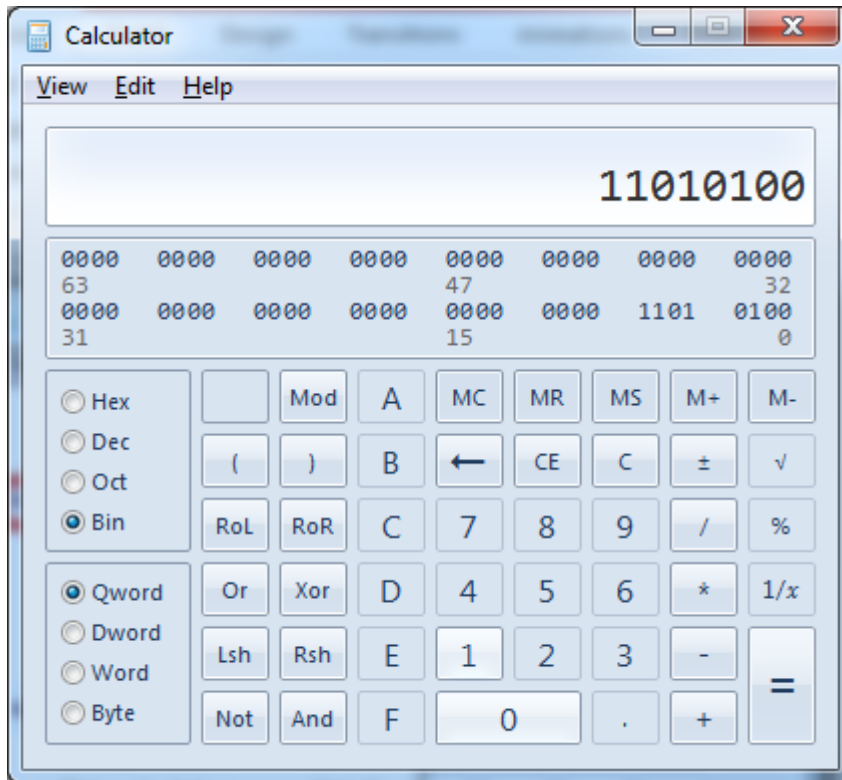 Calculator
View Edit Help
11010100
0000 0000 0000 0000 0000 0000 0000 0000
63 47 32
0000 0000 0000 0000 0000 0000 1101 0100
31 15 0
Hex Mod A MC MR MS M+ M-
Dec
Oct ( ) B ← CE C ± √
Bin RoL RoR C 7 8 9 / %
Qword Or Xor D 4 5 6 * 1/x
Dword
Word Lsh Rsh E 1 2 3 - =
Byte Not And F 0 . +